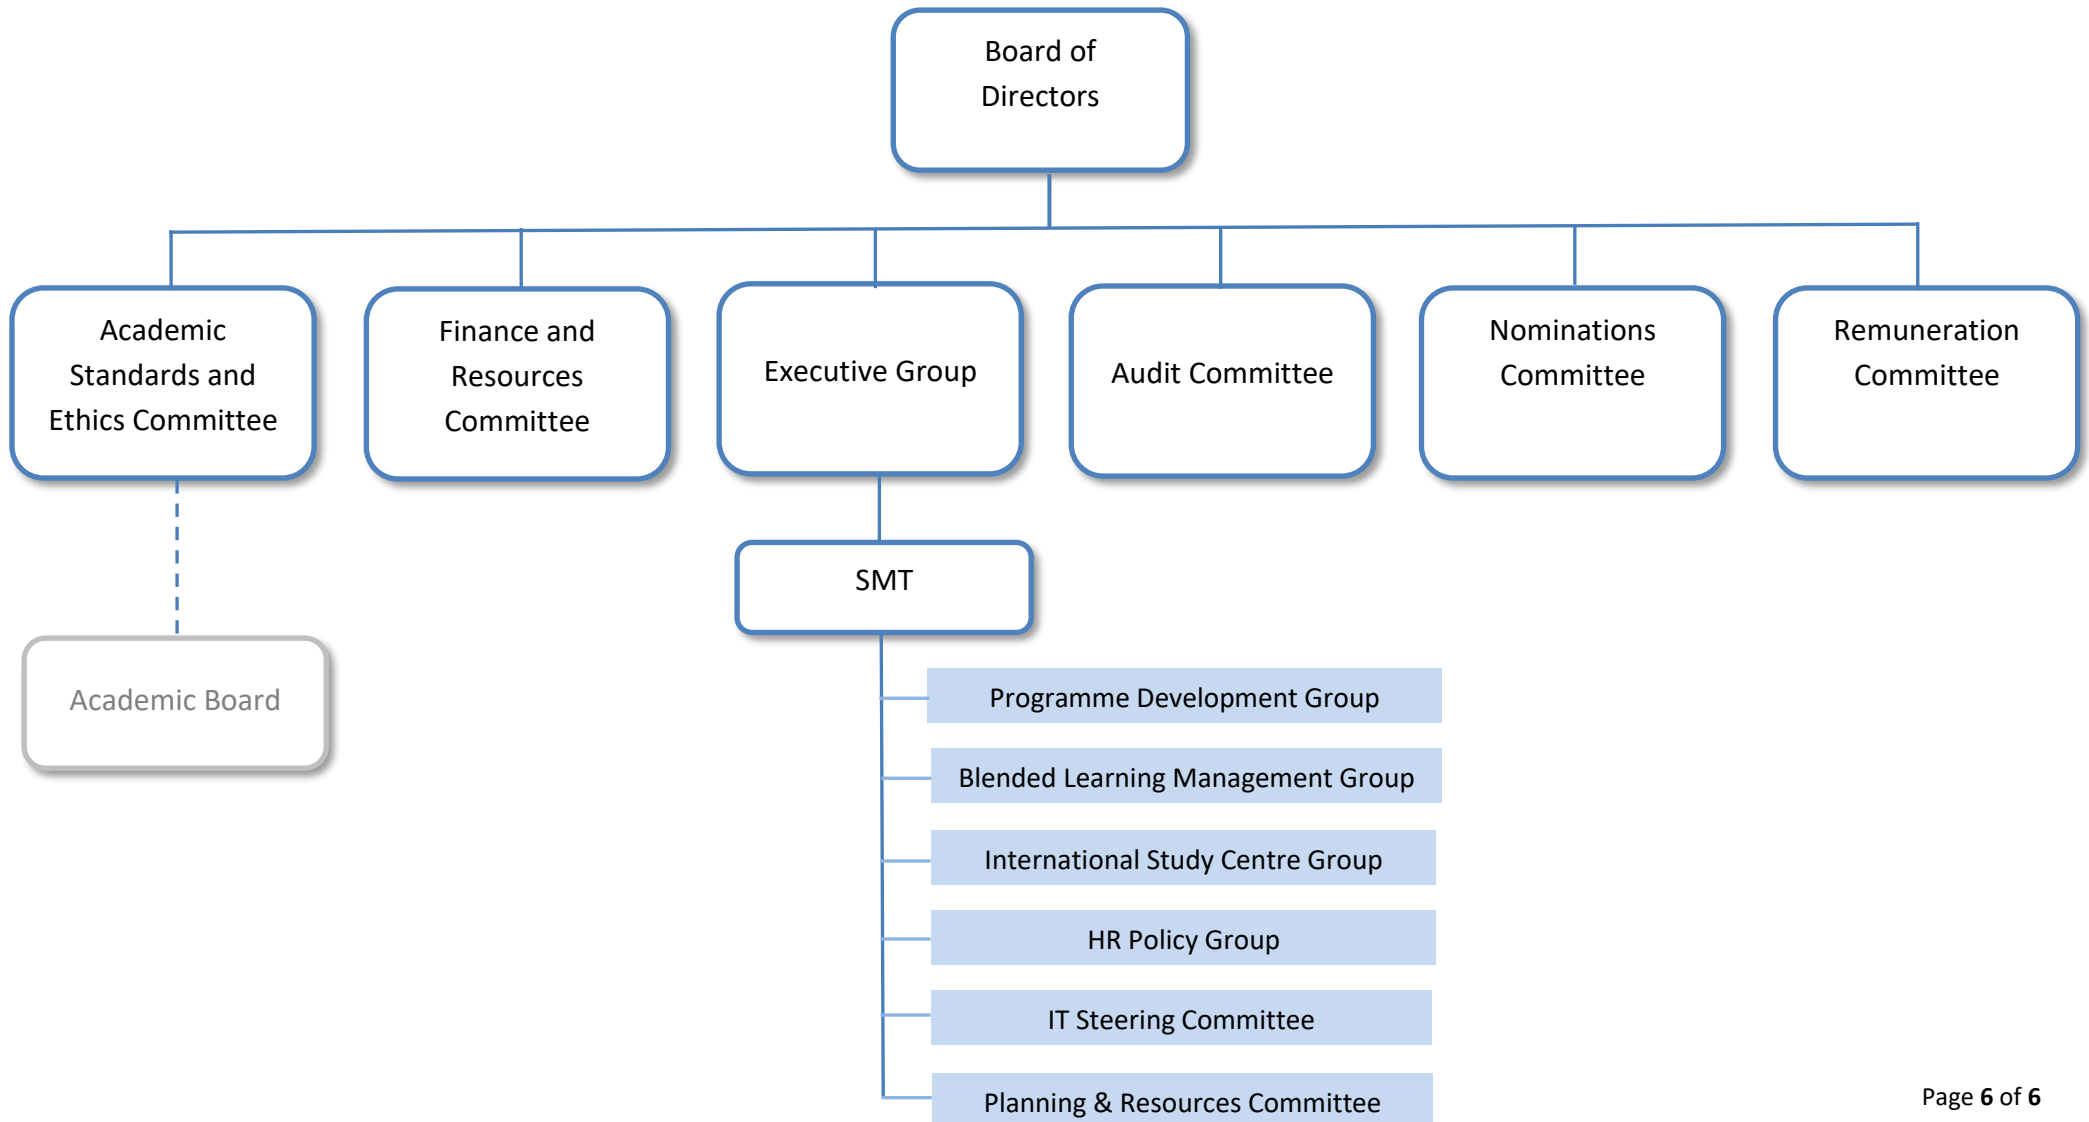 Board of
Directors
Academic
Standards and
Ethics Committee
Finance and
Resources
Committee
Executive Group
Audit Committee
Nominations
Committee
Remuneration
Committee
SMT
Academic Board
Programme Development Group
Blended Learning Management Group
International Study Centre Group
HR Policy Group
IT Steering Committee
Planning & Resources Committee
Page 6 of 6